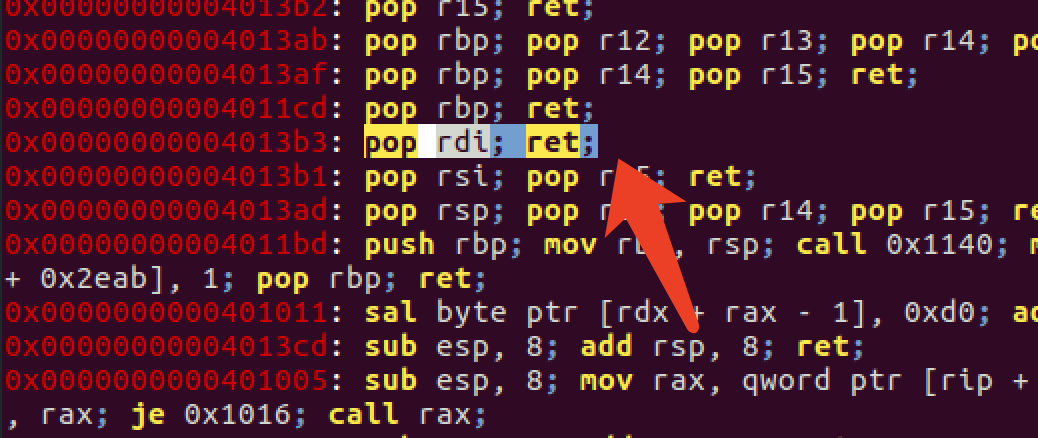 0x00000000004013b2: pop r15; ret;
0x00000000004013ab: pop rbp; pop r12; pop r13; pop r14; po
0x00000000004013af: pop rbp; pop r14; pop r15; ret;
0x00000000004011cd: pop rbp; ret;
0x00000000004013b3: pop rdi; ret;
0x00000000004013b1: pop rsi; pop r15; ret;
0x00000000004013ad: pop rsp; pop pop r14; pop r15; re
0x00000000004011bd: push rbp; mov rbp, rsp; call 0x1140; m
+ 0x2eab], 1; pop rbp; ret;
0x0000000000401011: sal byte ptr [rdx + rax - 1], 0xd0; ad
0x00000000004013cd: sub esp, 8; add rsp, 8; ret;
0x0000000000401005: sub esp, 8; mov rax, qword ptr [rip +
, rax; je 0x1016; call rax;